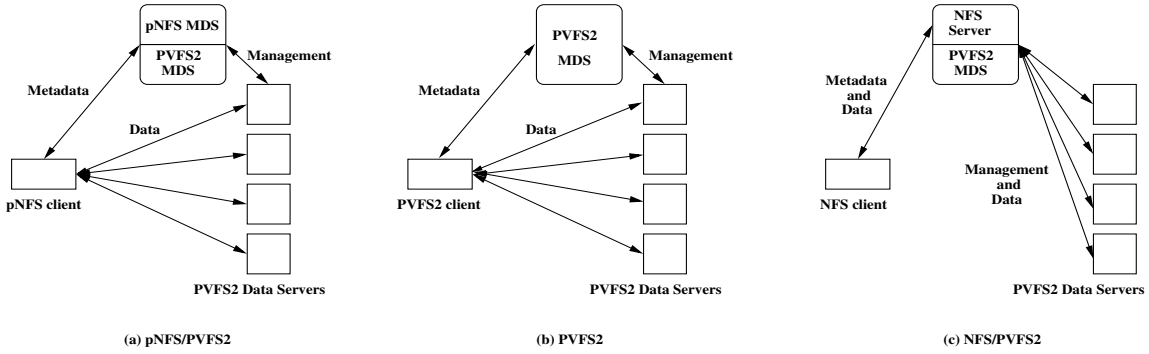 pNFS MDS
PVFS2
MDS
Management
Metadata
Data
pNFS client
PVFS2 Data Servers
(a) pNFS/PVFS2
PVFS2
MDS
Management
Metadata
Data
PVFS2 client
PVFS2 Data Servers
(b) PVFS2
NFS
Server
PVFS2
MDS
Metadata
and
Data
Management
and
Data
NFS client
PVFS2 Data Servers
(c) NFS/PVFS2